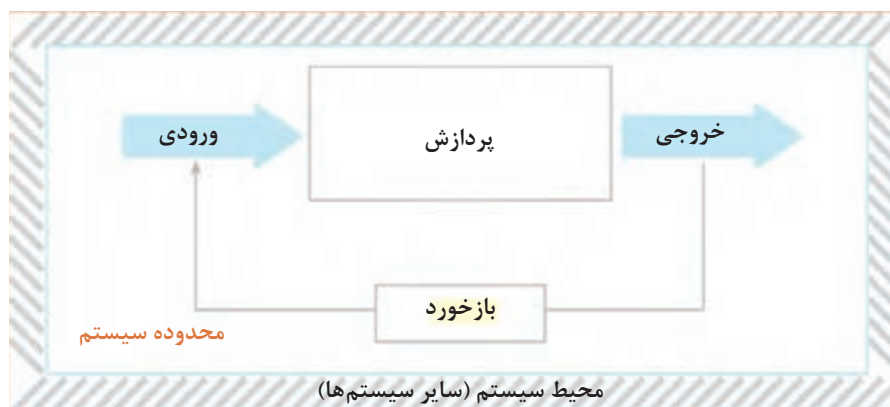 ورودی
پردازش
خروجی
بازخورد
محدوده سیستم
محیط سیستم (سایر سیستم‌ها)